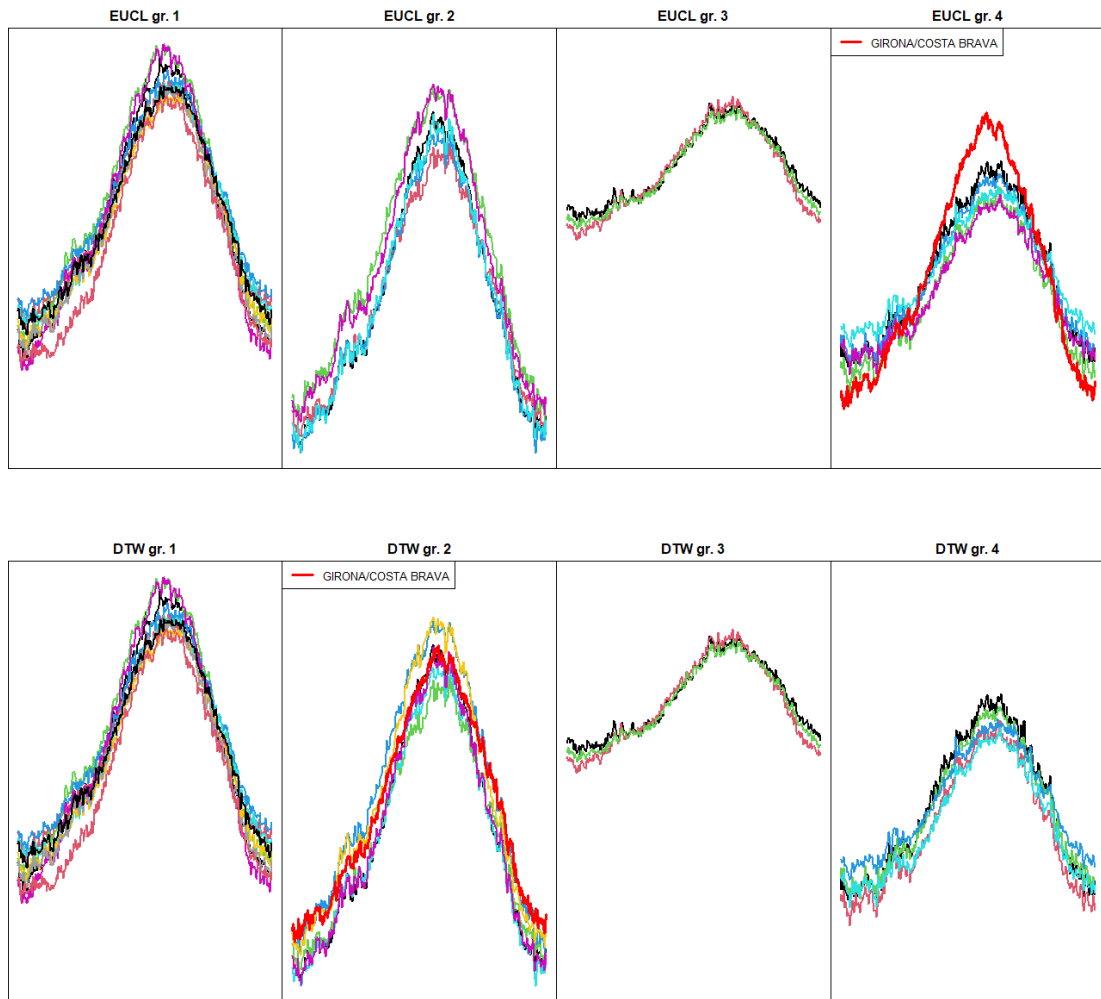 EUCL gr. 1
EUCL gr. 2
EUCL gr. 3
EUCL gr. 4
GIRONA/COSTA BRAVA
DTW gr. 1
DTW gr. 2
DTW gr. 3
DTW gr. 4
GIRONA/COSTA BRAVA